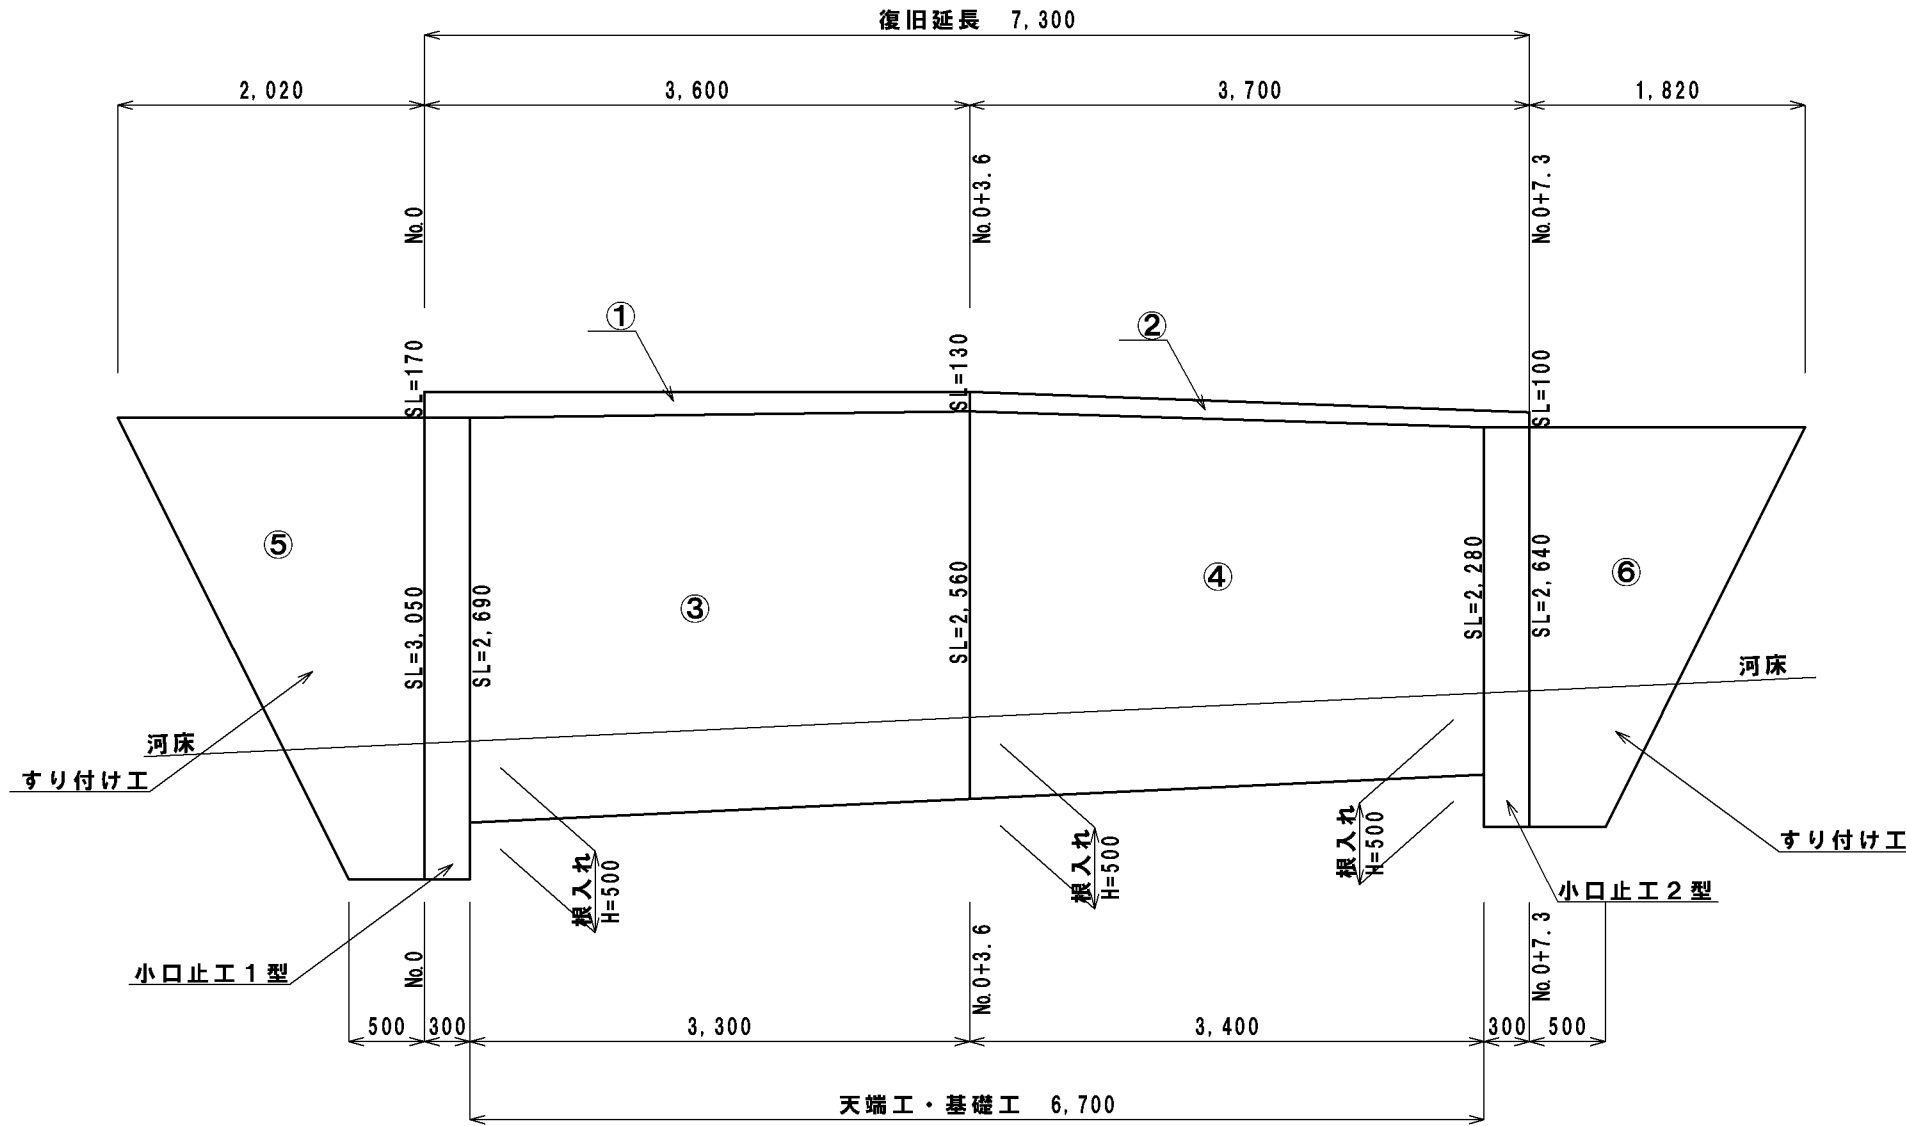 復旧延長 7,300
2,020
3,600
3,700
1,820
No.0
No.0+3.6
No.0+7.3
①
②
SL=170
SL=130
SL=100
⑤
③
④
⑥
SL=3,050
SL=2,690
SL=2,560
SL=2,280
SL=2,640
河床
河床
すり付け工
すり付け工
根入れ
H=500
根入れ
H=500
根入れ
H=500
小口止工1型
小口止工2型
No.0
No.0+3.6
No.0+7.3
500
300
3,300
3,400
300
500
天端工・基礎工 6,700